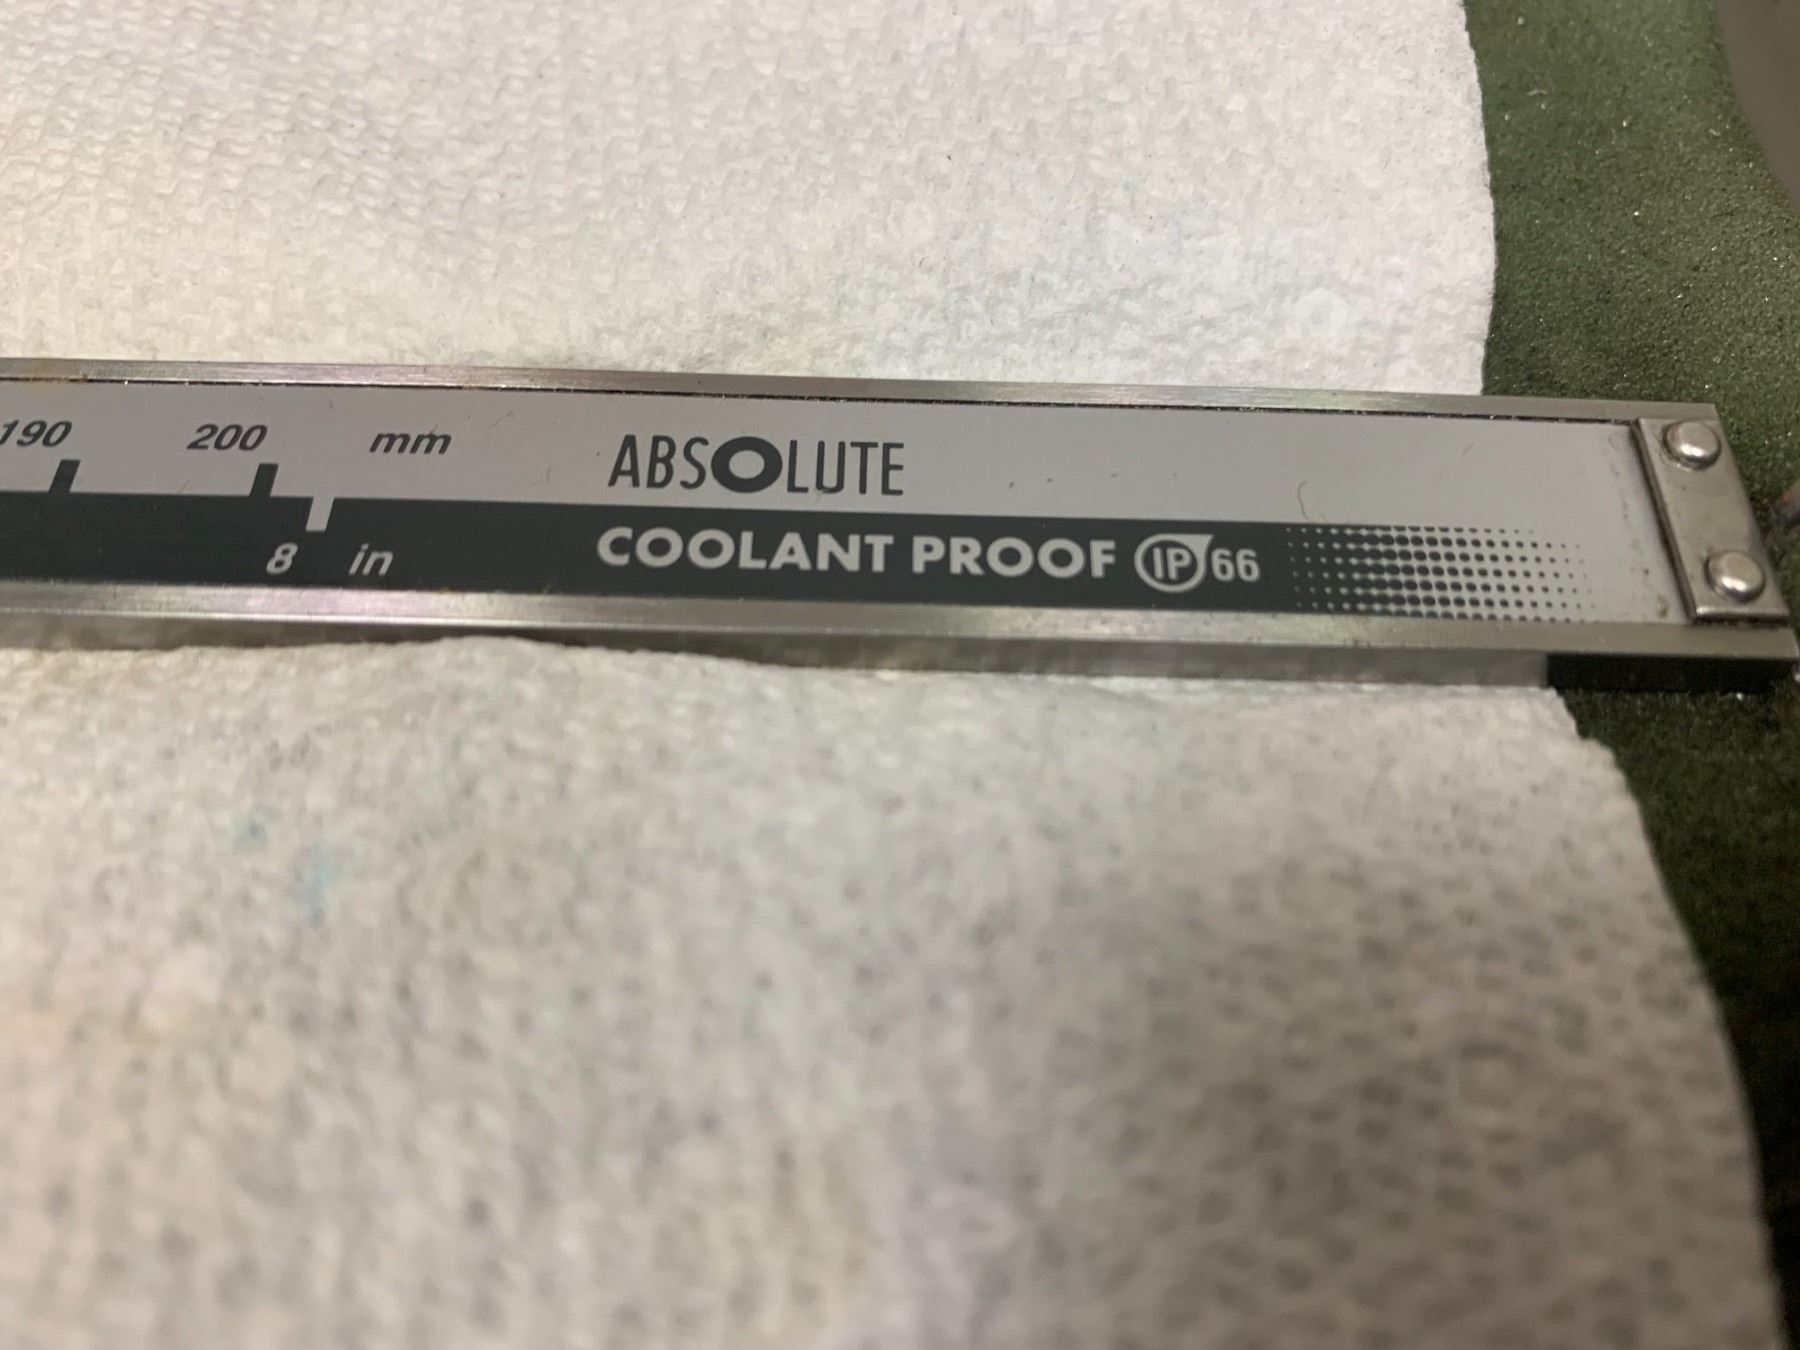 190 200 mm
ABSOLUTE
8 in
COOLANT PROOF IP66